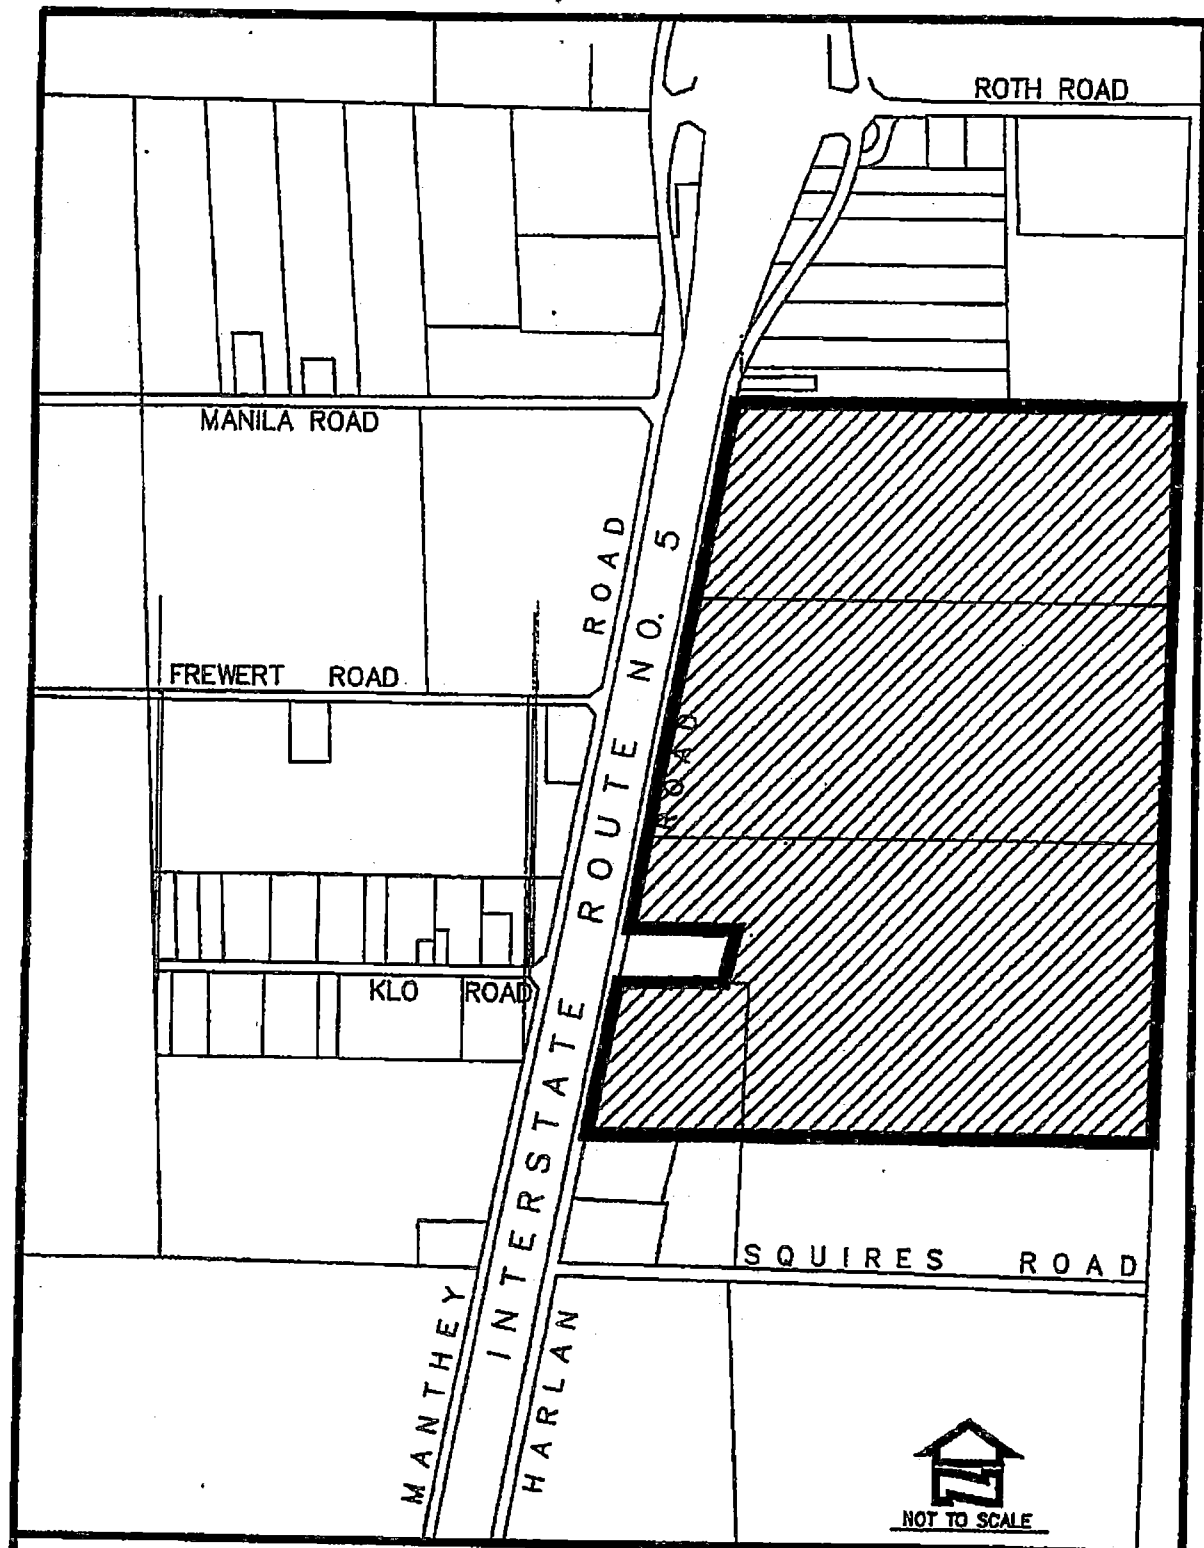 ROTH ROAD
MANILA ROAD
ROAD
INTERSTATE ROUTE NO. 5
FREWERT ROAD
ROAD
KLO ROAD
SQUIRES ROAD
MANTHEY
HARLAN
N
NOT TO SCALE